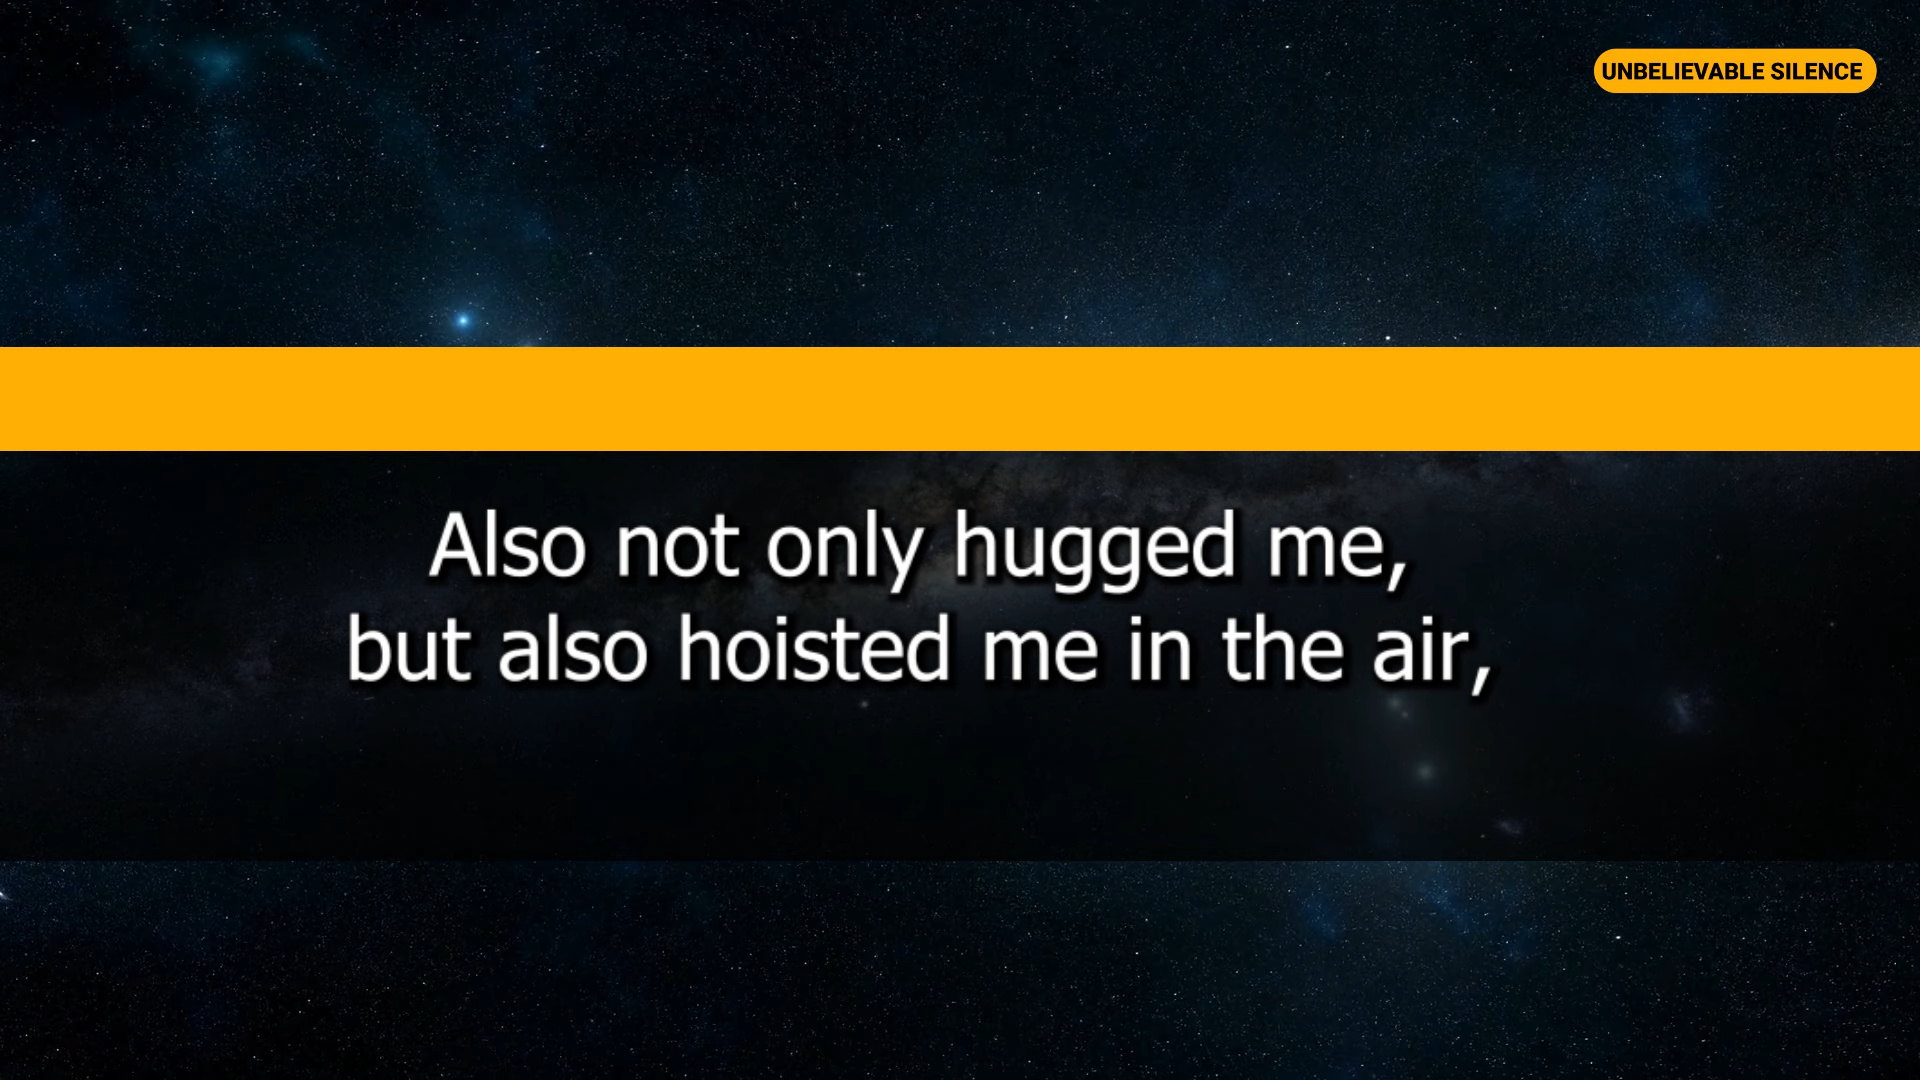 UNBELIEVABLE SILENCE
Also not only hugged me,
but also hoisted me in the air,